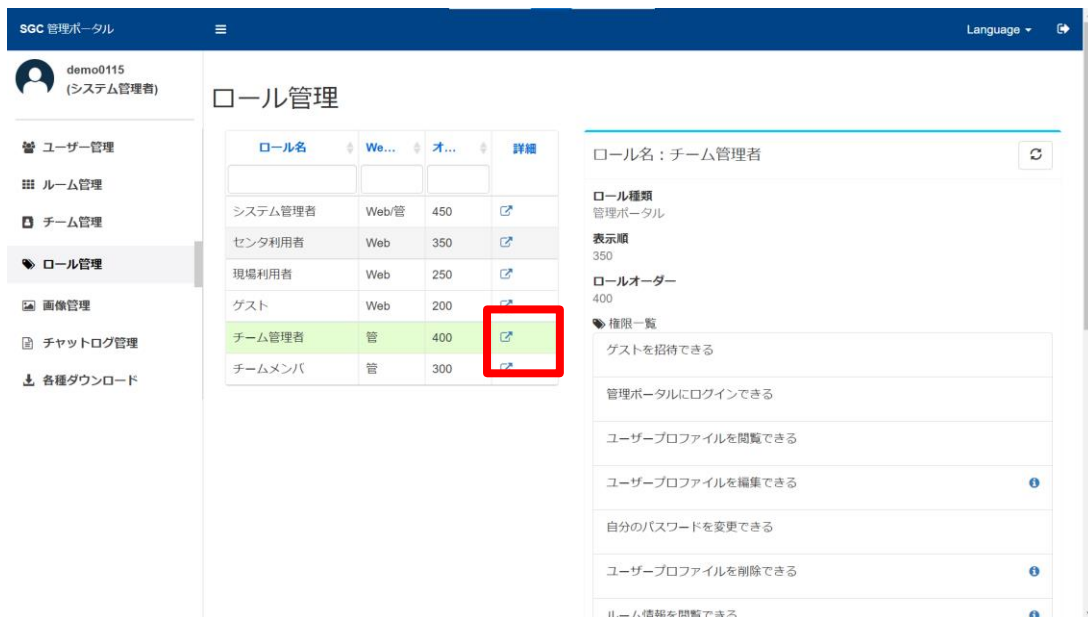 SGC 管理ポータル
Language
demo0115
(システム管理者)
ロール管理
ユーザー管理
ルーム管理
チーム管理
ロール管理
画像管理
チャットログ管理
各種ダウンロード
ロール名 We... オ... 詳細
システム管理者 Web/管 450
センタ利用者 Web 350
現場利用者 Web 250
ゲスト Web 200
チーム管理者 管 400
チームメンバ 管 300
ロール名：チーム管理者
ロール種類
管理ポータル
表示順
350
ロールオーダー
400
権限一覧
ゲストを招待できる
管理ポータルにログインできる
ユーザープロファイルを閲覧できる
ユーザープロファイルを編集できる
自分のパスワードを変更できる
ユーザープロファイルを削除できる
ルーム情報を閲覧できる